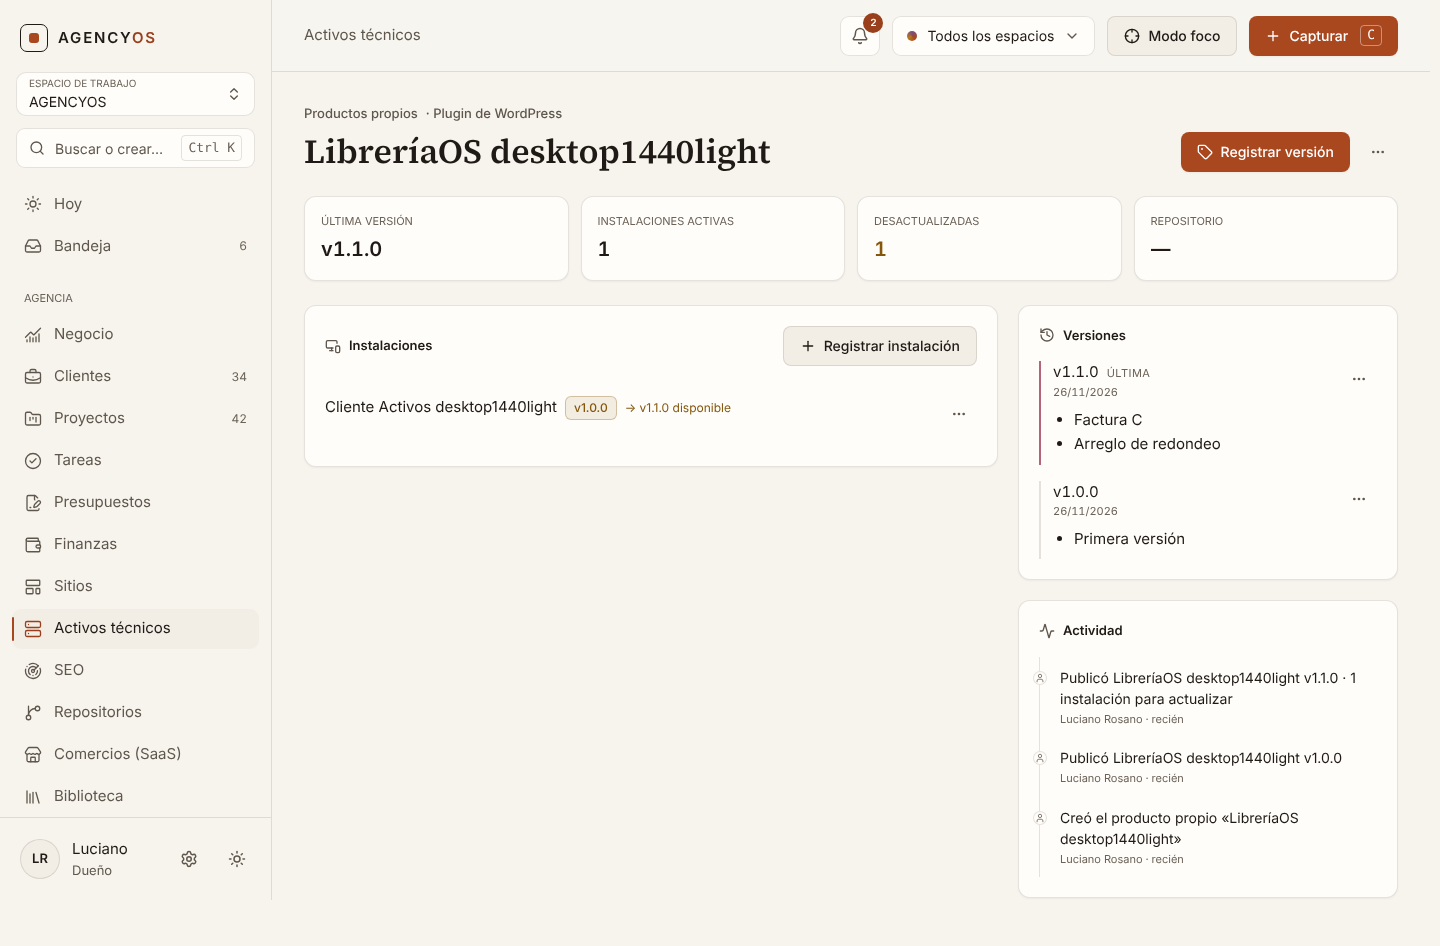 AGENCYOS
ESPACIO DE TRABAJO
AGENCYOS
Buscar o crear... Ctrl K
Hoy
Bandeja 6
AGENCIA
Negocio
Clientes 34
Proyectos 42
Tareas
Presupuestos
Finanzas
Sitios
Activos técnicos
SEO
Repositorios
Comercios (SaaS)
Biblioteca
LR
Luciano
Dueño
Activos técnicos
2
Todos los espacios
Modo foco
Capturar C
Productos propios · Plugin de WordPress
LibreríaOS desktop1440light
Registrar versión
ÚLTIMA VERSIÓN
v1.1.0
INSTALACIONES ACTIVAS
1
DESACTUALIZADAS
1
REPOSITORIO
—
Instalaciones
Registrar instalación
Cliente Activos desktop1440light v1.0.0 → v1.1.0 disponible
Versiones
v1.1.0 ÚLTIMA
26/11/2026
• Factura C
• Arreglo de redondeo
v1.0.0
26/11/2026
• Primera versión
Actividad
Publicó LibreríaOS desktop1440light v1.1.0 · 1
instalación para actualizar
Luciano Rosano · recién
Publicó LibreríaOS desktop1440light v1.0.0
Luciano Rosano · recién
Creó el producto propio «LibreríaOS
desktop1440light»
Luciano Rosano · recién